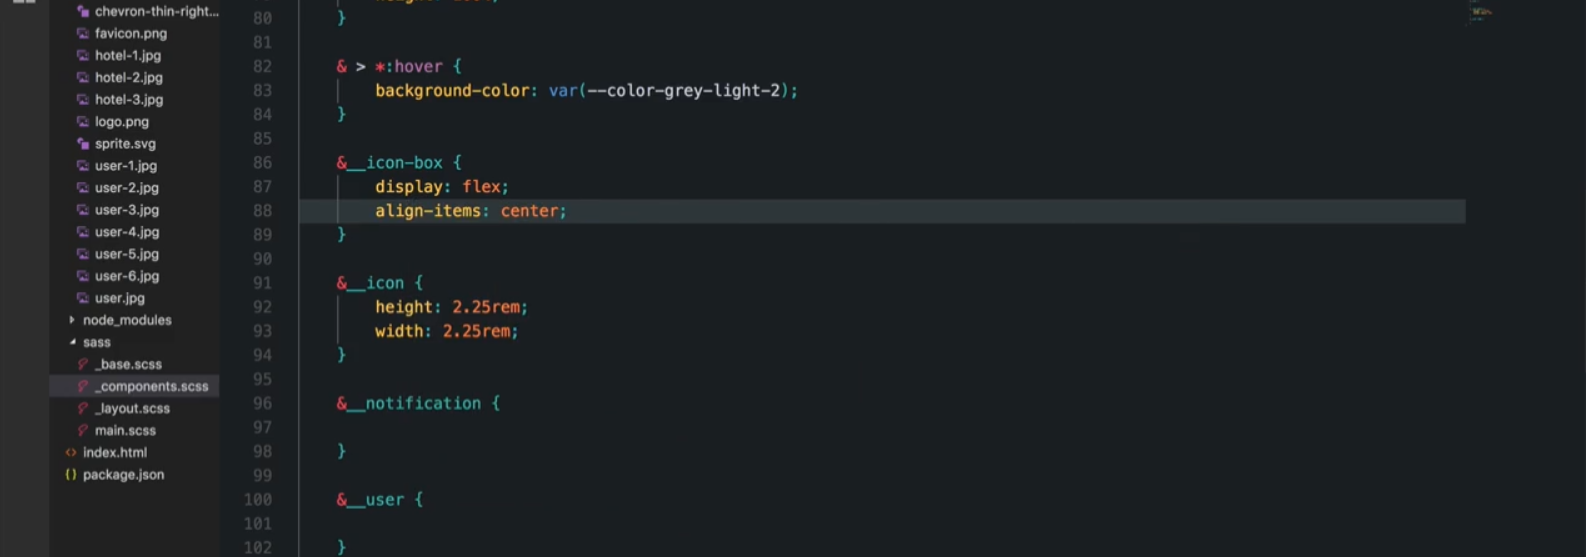 chevron-thin-right...
favicon.png
hotel-1.jpg
hotel-2.jpg
hotel-3.jpg
logo.png
sprite.svg
user-1.jpg
user-2.jpg
user-3.jpg
user-4.jpg
user-5.jpg
user-6.jpg
user.jpg
node_modules
sass
_base.scss
_components.scss
_layout.scss
main.scss
index.html
package.json
80 }
81
82 & > *:hover {
83 background-color: var(--color-grey-light-2);
84 }
85
86 &__icon-box {
87 display: flex;
88 align-items: center;
89 }
90
91 &__icon {
92 height: 2.25rem;
93 width: 2.25rem;
94 }
95
96 &__notification {
97
98 }
99
100 &__user {
101
102 }